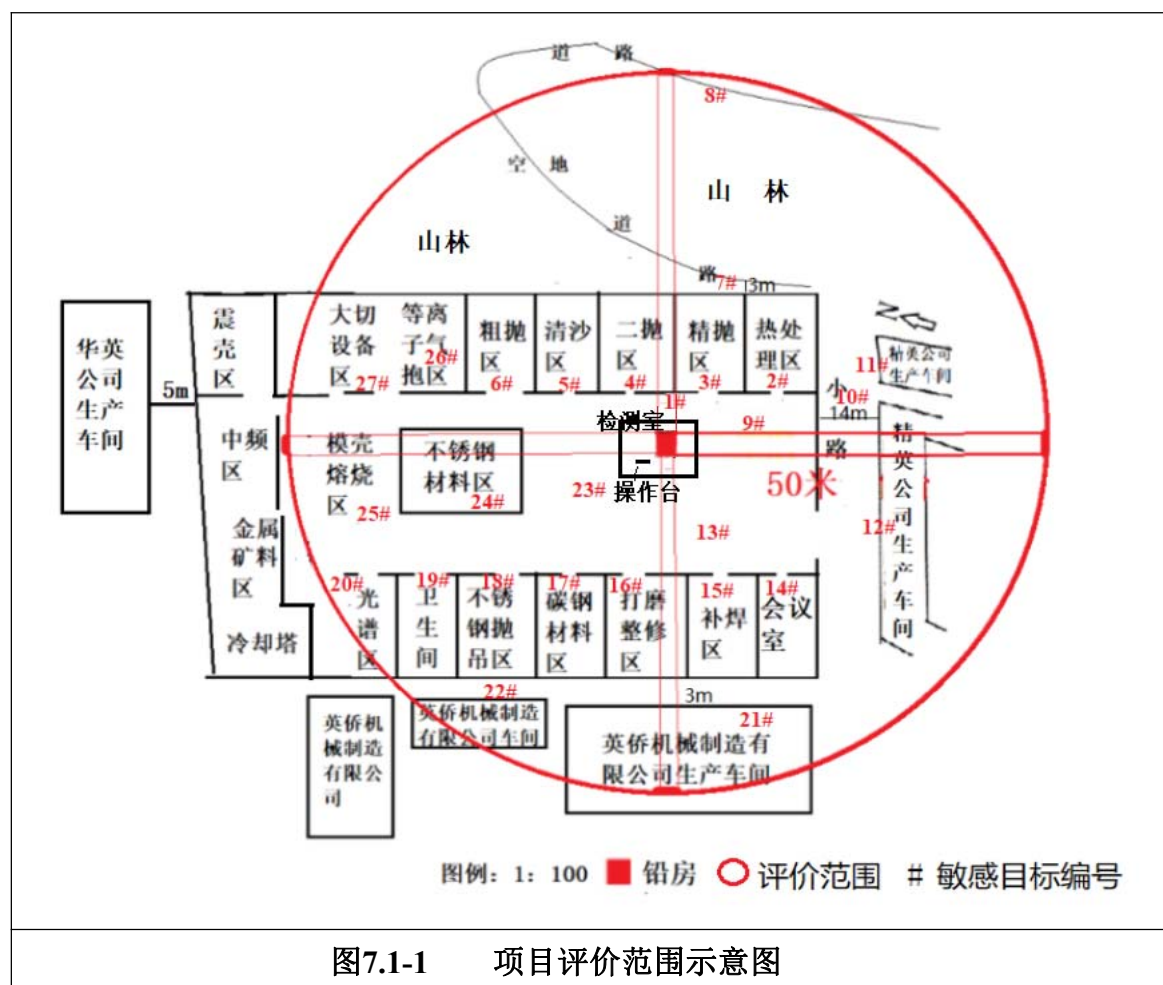 道 路
8#
空 地
山 林
山林
道
路
7#
3m
震
壳
区
大切
设备
区
27#
等离
子气
抱区
26#
粗抛
区
6#
清沙
区
5#
二抛
区
4#
精抛
区
3#
热处
理区
2#
N
精英公司
生产车间
11#
华英
公司
生产
车间
5m
小
路
10#
14m
1#
检测室
9#
操作台
50米
中频
区
模壳
熔烧
区
25#
不锈钢
材料区
24#
23#
13#
精
英
公
司
生
产
车
间
12#
金属
矿料
区
冷却塔
20#
光
谱
区
19#
卫
生
间
18#
不锈
钢抛
吊区
17#
碳钢
材料
区
16#
打磨
整修
区
15#
补焊
区
14#
会议
室
22#
3m
英侨机
械制造
有限公
司
英侨机械制造
有限公司车间
21#
英侨机械制造有
限公司生产车间
图例：1：100 铅房 评价范围 # 敏感目标编号
图7.1-1 项目评价范围示意图